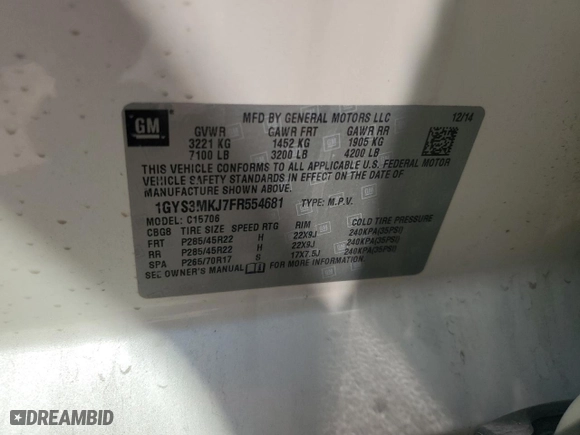 GM
MFD BY GENERAL MOTORS LLC 12/14
GVWR GAWR FRT GAWR RR
3221 KG 1452 KG 1905 KG
7100 LB 3200 LB 4200 LB
THIS VEHICLE CONFORMS TO ALL APPLICABLE U.S. FEDERAL MOTOR
VEHICLE SAFETY STANDARDS IN EFFECT ON THE DATE OF
MANUFACTURE SHOWN ABOVE.
1GYS3MKJ7FR554681 TYPE: M.P.V.
MODEL: C15706
CBG8 TIRE SIZE SPEED RTG RIM COLD TIRE PRESSURE
FRT P285/45R22 H 22X9J 240KPA(35PSI)
RR P285/45R22 H 22X9J 240KPA(35PSI)
SPA P265/70R17 S 17X7.5J 240KPA(35PSI)
SEE OWNER'S MANUAL
DREAMBID